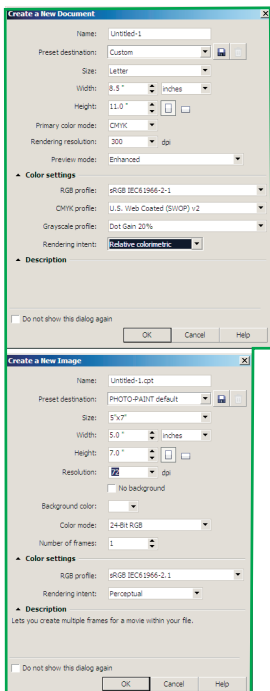 Create a New Document
Name: Untitled-1
Preset destination: Custom
Size: Letter
Width: 8.5 " inches
Height: 11.0 "
Primary color mode: CMYK
Rendering resolution: 300 dpi
Preview mode: Enhanced
Color settings
RGB profile: sRGB IEC61966-2-1
CMYK profile: U.S. Web Coated (SWOP) v2
Grayscale profile: Dot Gain 20%
Rendering intent: Relative colorimetric
Description
Do not show this dialog again
OK Cancel Help
Create a New Image
Name: Untitled-1.cpt
Preset destination: PHOTO-PAINT default
Size: 5"x7"
Width: 5.0 " inches
Height: 7.0 "
Resolution: 72 dpi
No background
Background color:
Color mode: 24-Bit RGB
Number of frames: 1
Color settings
RGB profile: sRGB IEC61966-2.1
Rendering intent: Perceptual
Description
Lets you create multiple frames for a movie within your file.
Do not show this dialog again
OK Cancel Help